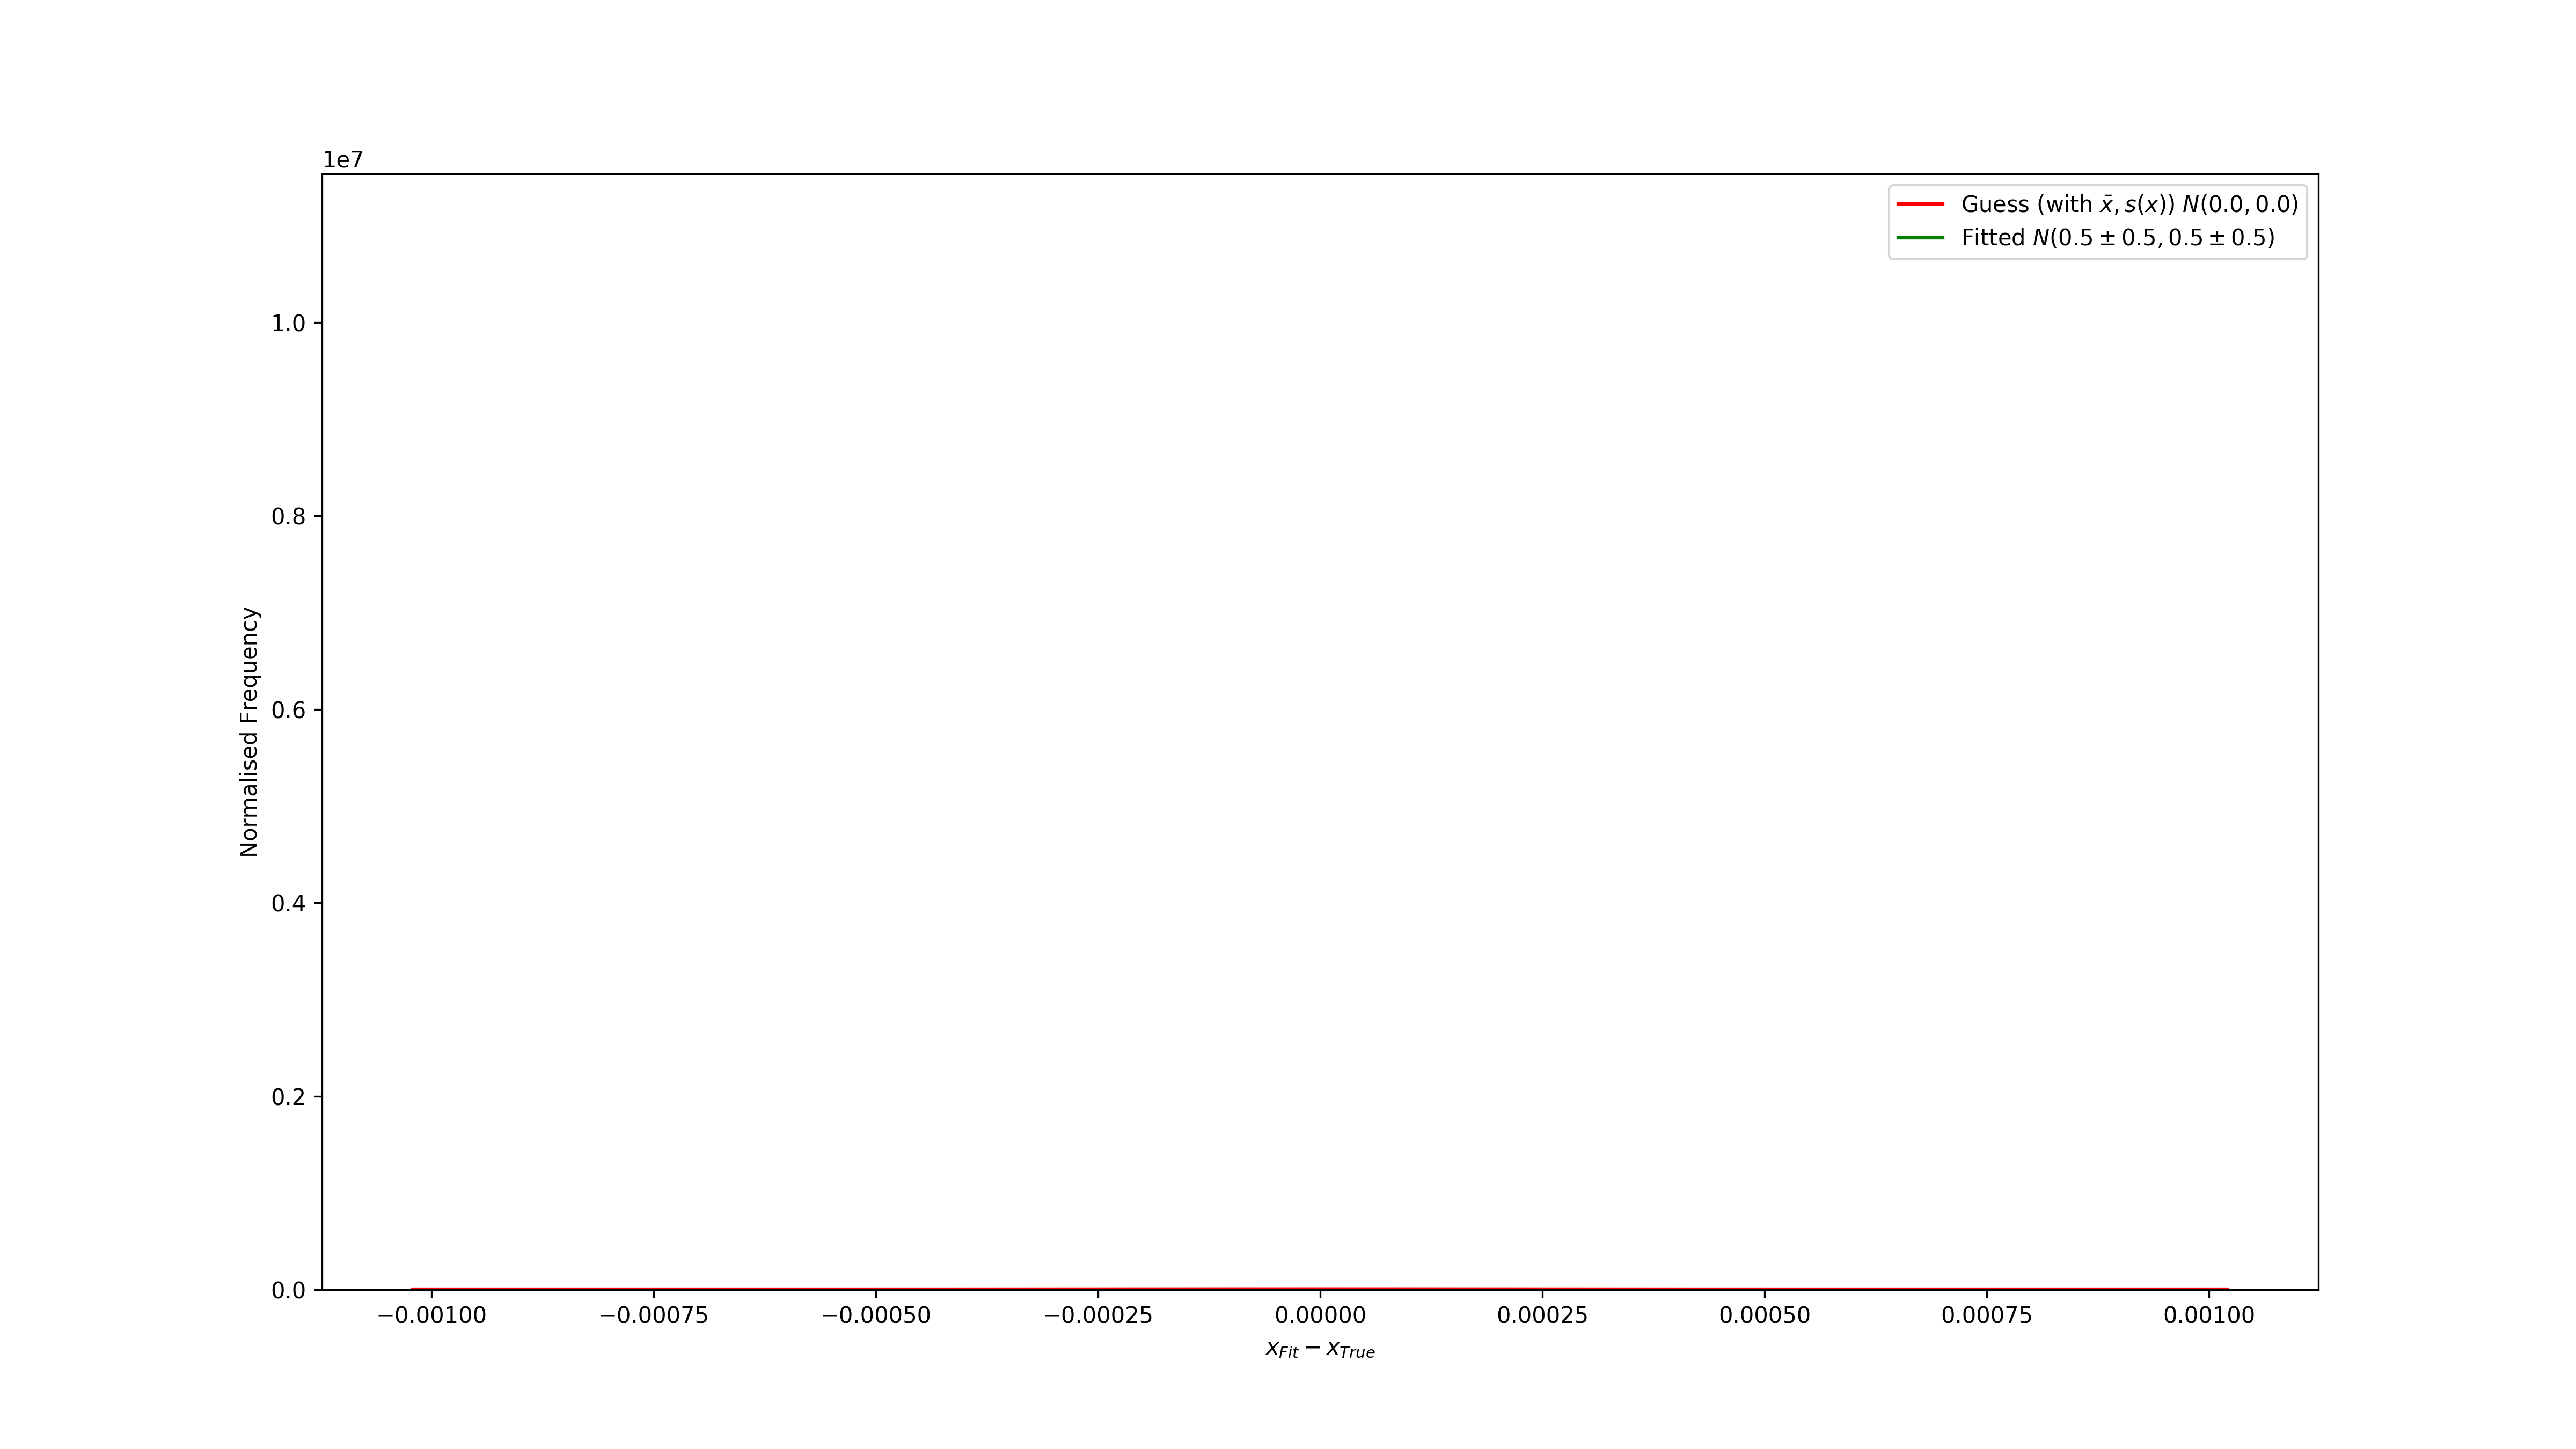 1e7
Guess (with x̄, s(x)) N(0.0, 0.0)
Fitted N(0.5 ± 0.5, 0.5 ± 0.5)
1.0
0.8
0.6
0.4
0.2
0.0
Normalised Frequency
−0.00100 −0.00075 −0.00050 −0.00025 0.00000 0.00025 0.00050 0.00075 0.00100
x_Fit − x_True